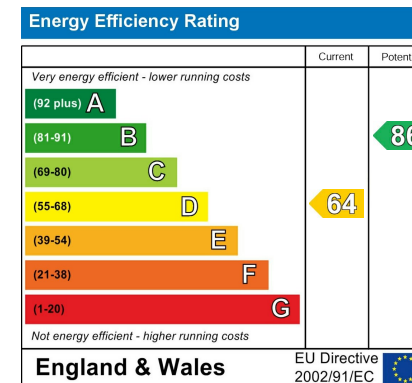 Energy Efficiency Rating
Current Potent
Very energy efficient - lower running costs
(92 plus) A
(81-91) B 86
(69-80) C
(55-68) D 64
(39-54) E
(21-38) F
(1-20) G
Not energy efficient - higher running costs
England & Wales
EU Directive
2002/91/EC